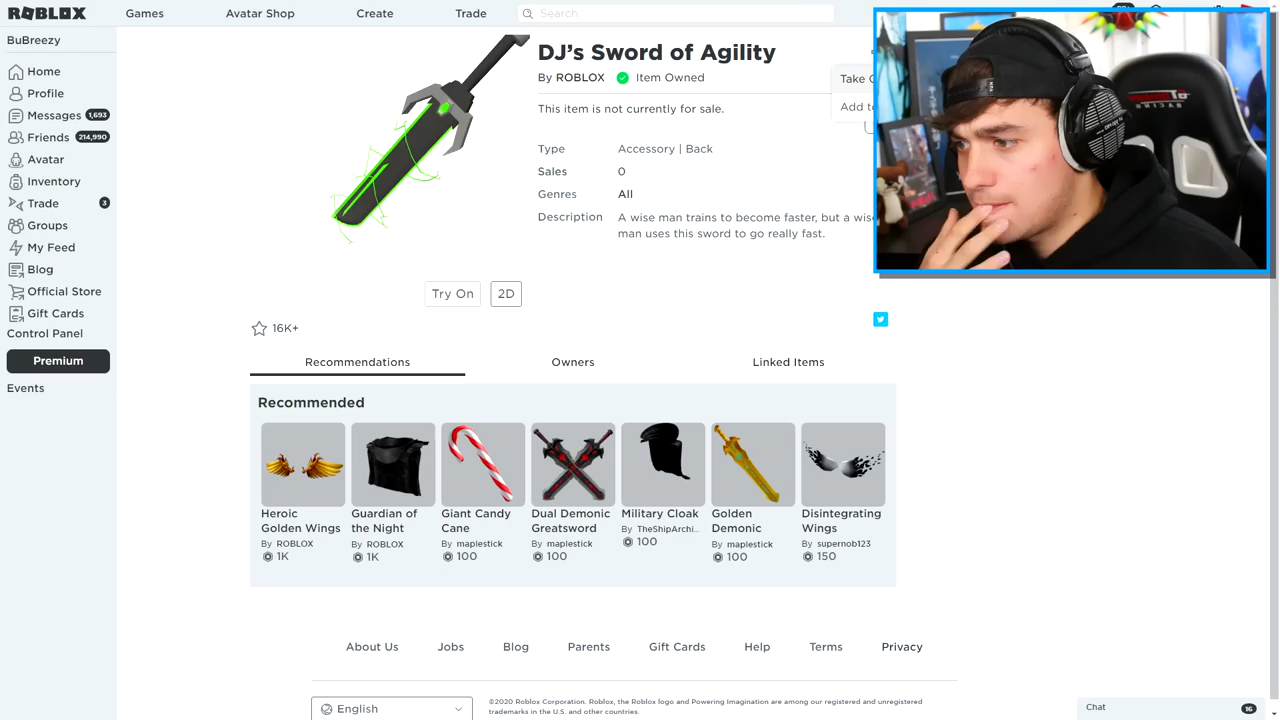 ROBLOX
Games
Avatar Shop
Create
Trade
Search
BuBreezy
Home
Profile
Messages 1,693
Friends 214,990
Avatar
Inventory
Trade 3
Groups
My Feed
Blog
Official Store
Gift Cards
Control Panel
Premium
Events
DJ's Sword of Agility
By ROBLOX Item Owned
Take
Add to
This item is not currently for sale.
Type Accessory | Back
Sales 0
Genres All
Description A wise man trains to become faster, but a wise
man uses this sword to go really fast.
Try On 2D
16K+
Recommendations Owners Linked Items
Recommended
Heroic
Golden Wings
By ROBLOX
1K
Guardian of
the Night
By ROBLOX
1K
Giant Candy
Cane
By maplestick
100
Dual Demonic
Greatsword
By maplestick
100
Military Cloak
By TheShipArchi...
100
Golden
Demonic
By maplestick
100
Disintegrating
Wings
By supernob123
150
About Us Jobs Blog Parents Gift Cards Help Terms Privacy
English
©2020 Roblox Corporation. Roblox, the Roblox logo and Powering Imagination are among our registered and unregistered
trademarks in the U.S. and other countries.
Chat 16